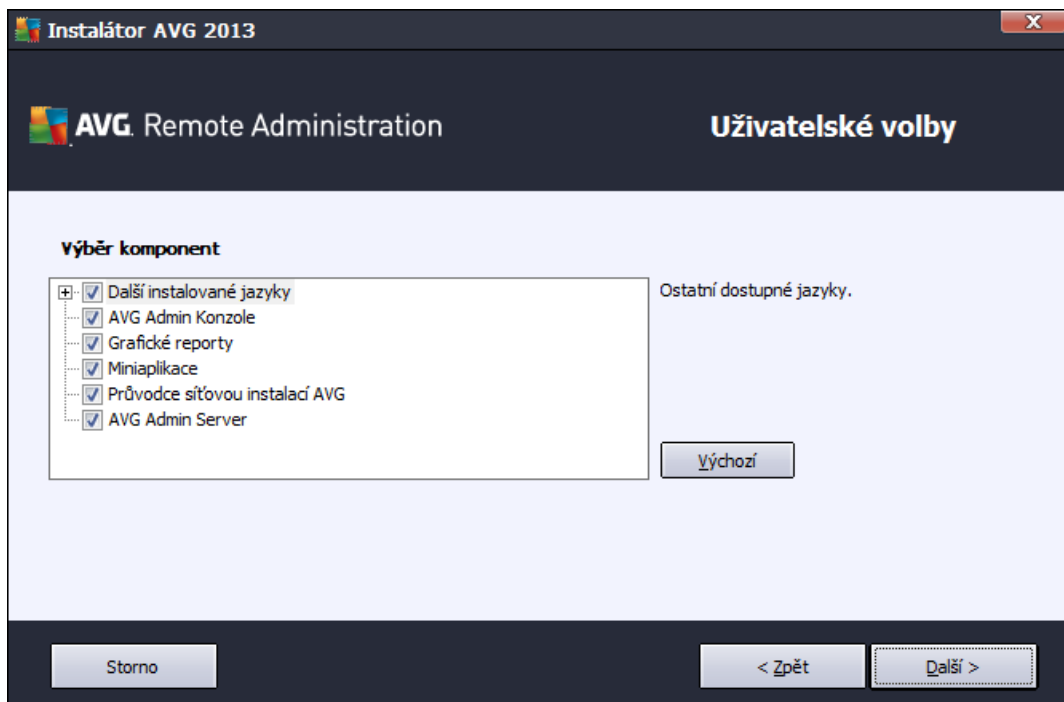 Instalátor AVG 2013
AVG. Remote Administration
Uživatelské volby
Výběr komponent
Další instalované jazyky
AVG Admin Konzole
Grafické reporty
Miniaplikace
Průvodce síťovou instalací AVG
AVG Admin Server
Ostatní dostupné jazyky.
Výchozí
Storno
< Zpět
Další >